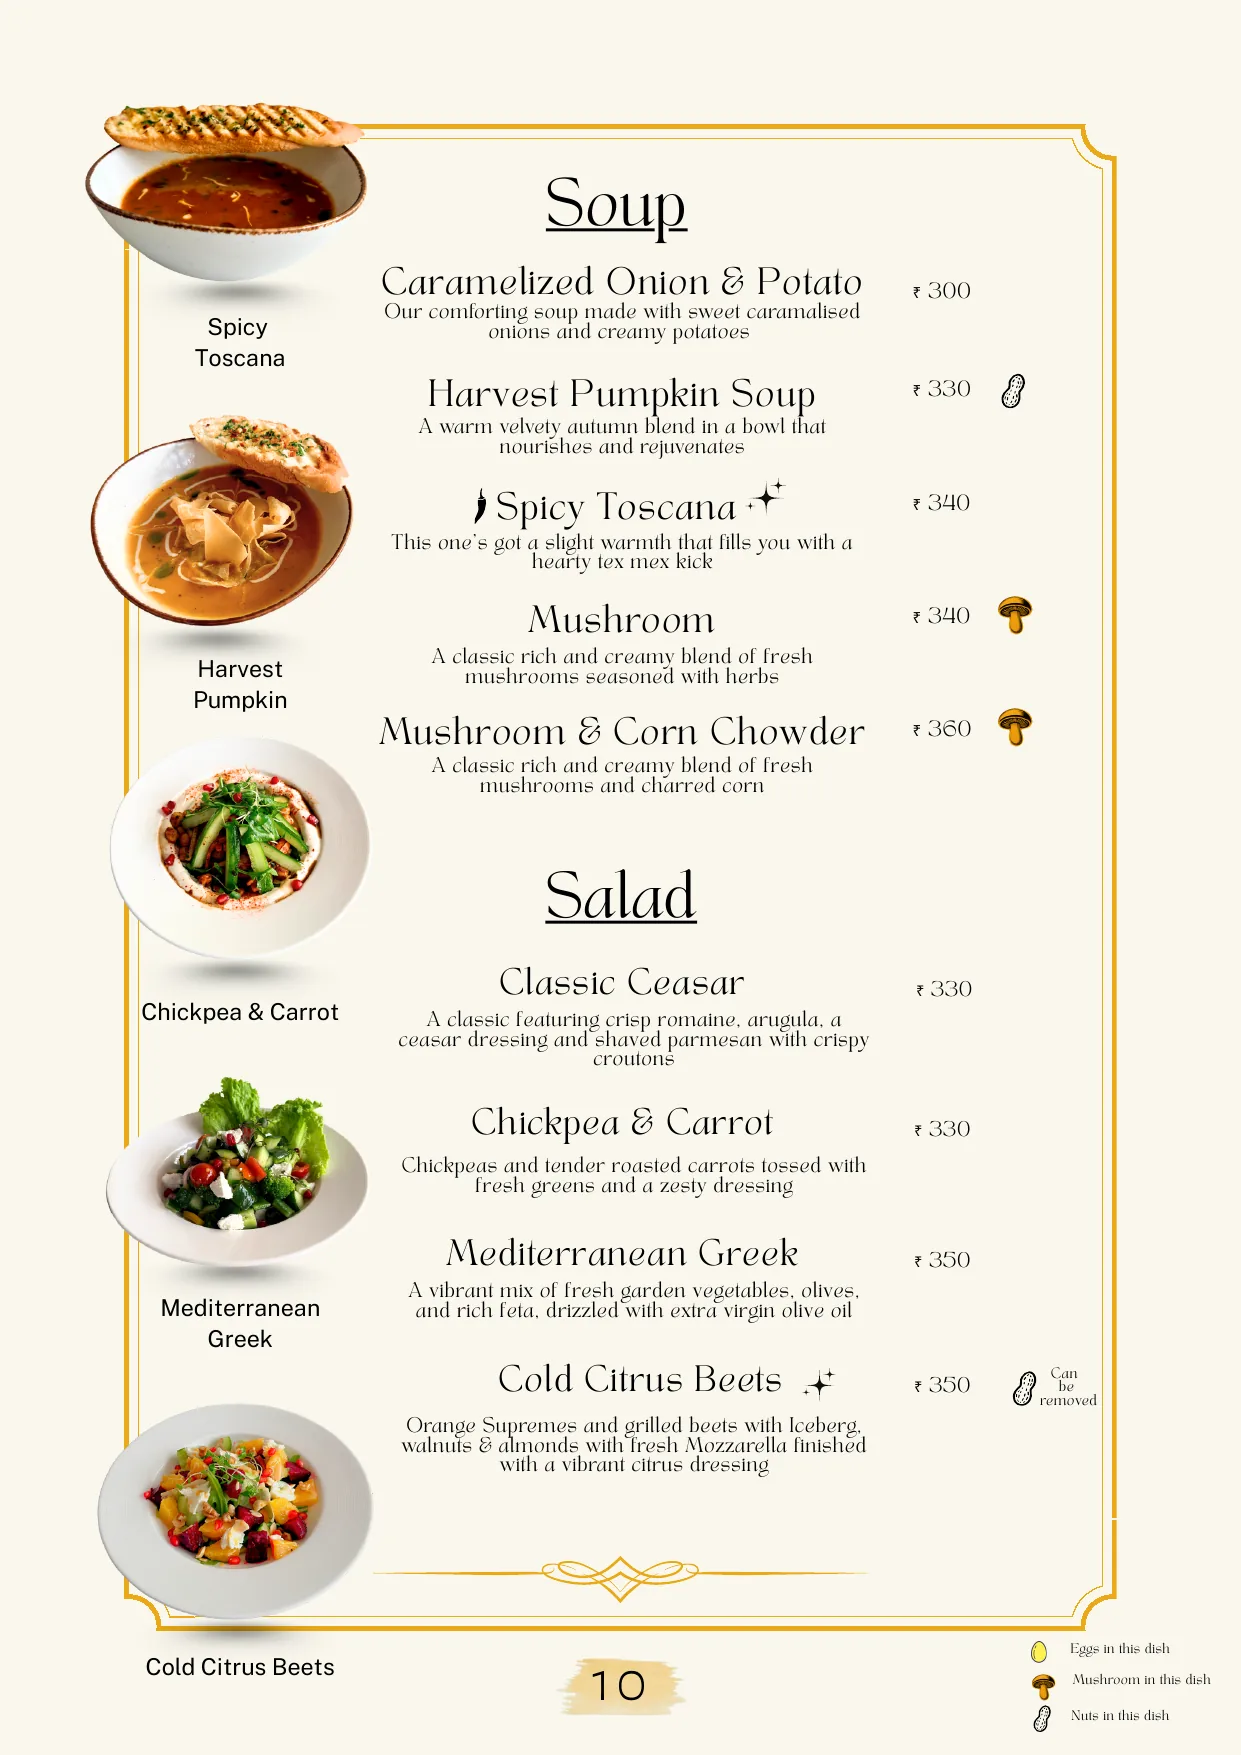 Soup
Caramelized Onion & Potato
₹ 300
Our comforting soup made with sweet caramalised
onions and creamy potatoes
Spicy
Toscana
Harvest Pumpkin Soup
₹ 330
A warm velvety autumn blend in a bowl that
nourishes and rejuvenates
Spicy Toscana
₹ 340
This one's got a slight warmth that fills you with a
hearty tex mex kick
Mushroom
₹ 340
A classic rich and creamy blend of fresh
mushrooms seasoned with herbs
Harvest
Pumpkin
Mushroom & Corn Chowder
₹ 360
A classic rich and creamy blend of fresh
mushrooms and charred corn
Salad
Classic Ceasar
₹ 330
A classic featuring crisp romaine, arugula, a
ceasar dressing and shaved parmesan with crispy
croutons
Chickpea & Carrot
Chickpea & Carrot
₹ 330
Chickpeas and tender roasted carrots tossed with
fresh greens and a zesty dressing
Mediterranean Greek
₹ 350
A vibrant mix of fresh garden vegetables, olives,
and rich feta, drizzled with extra virgin olive oil
Mediterranean
Greek
Cold Citrus Beets
₹ 350
Can
be
removed
Orange Supremes and grilled beets with Iceberg,
walnuts & almonds with fresh Mozzarella finished
with a vibrant citrus dressing
Cold Citrus Beets
10
Eggs in this dish
Mushroom in this dish
Nuts in this dish